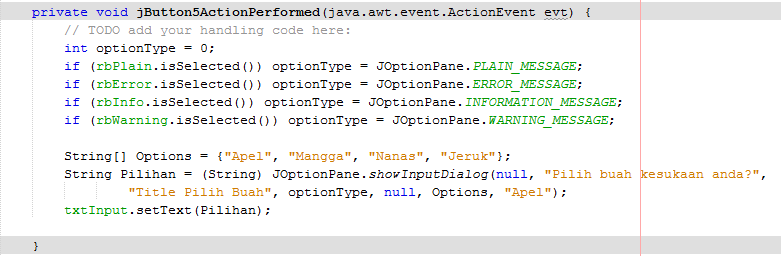 private void jButton5ActionPerformed(java.awt.event.ActionEvent evt) {
// TODO add your handling code here:
int optionType = 0;
if (rbPlain.isSelected()) optionType = JOptionPane.PLAIN_MESSAGE;
if (rbError.isSelected()) optionType = JOptionPane.ERROR_MESSAGE;
if (rbInfo.isSelected()) optionType = JOptionPane.INFORMATION_MESSAGE;
if (rbWarning.isSelected()) optionType = JOptionPane.WARNING_MESSAGE;
String[] Options = {"Apel", "Mangga", "Nanas", "Jeruk"};
String Pilihan = (String) JOptionPane.showInputDialog(null, "Pilih buah kesukaan anda?",
"Title Pilih Buah", optionType, null, Options, "Apel");
txtInput.setText(Pilihan);
}